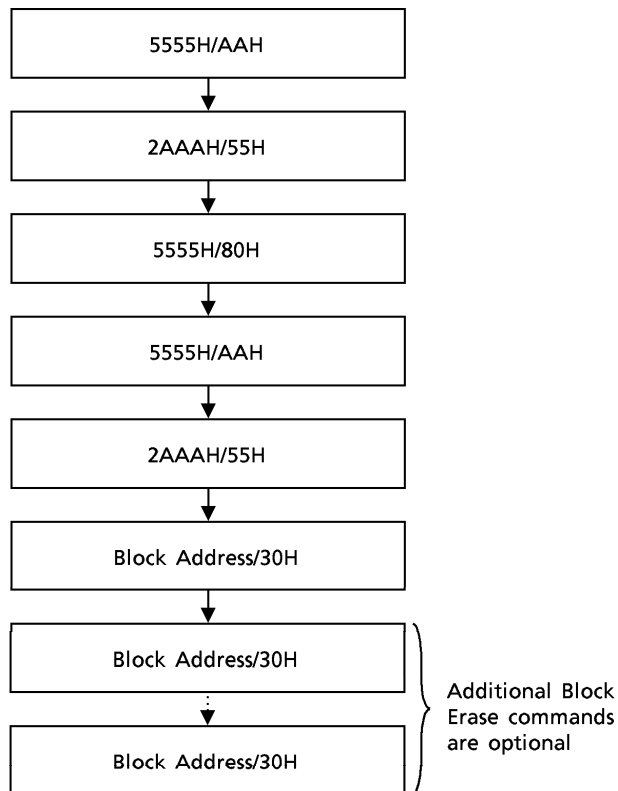 5555H/AAH
2AAAH/55H
5555H/80H
5555H/AAH
2AAAH/55H
Block Address/30H
Block Address/30H
Additional Block
Erase commands
are optional
Block Address/30H